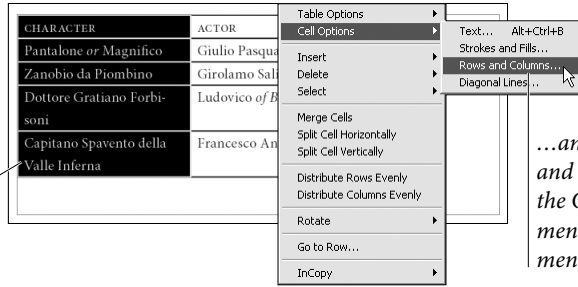 CHARACTER ACTOR
Pantalone or Magnifico Giulio Pasqua
Zanobio da Piombino Girolamo Sali
Dottore Gratiano Forbi- Ludovico of B
soni
Capitano Spavento della Francesco An
Valle Inferna
Table Options
Cell Options
Insert
Delete
Select
Merge Cells
Split Cell Horizontally
Split Cell Vertically
Distribute Rows Evenly
Distribute Columns Evenly
Rotate
Go to Row...
InCopy
Text... Alt+Ctrl+B
Strokes and Fills...
Rows and Columns...
Diagonal Lines...
…an
and
the C
men
men